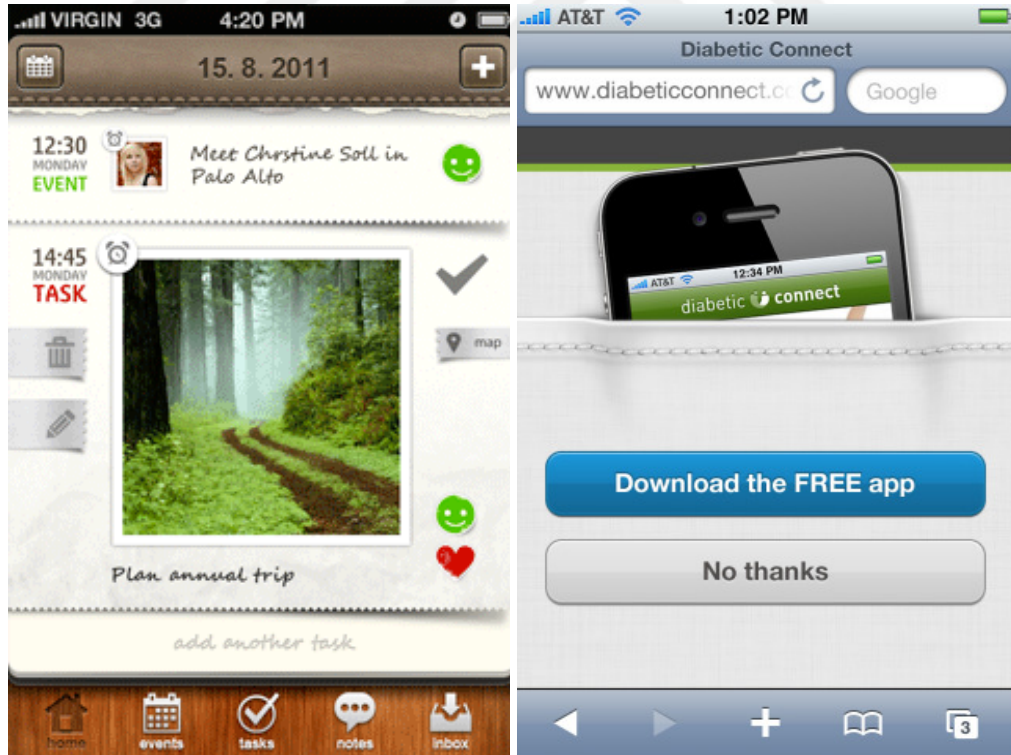 VIRGIN 3G 4:20 PM
15. 8. 2011
12:30
MONDAY
EVENT
Meet Chrstine Soll in
Palo Alto
14:45
MONDAY
TASK
map
Plan annual trip
add another task
home events tasks notes inbox
AT&T 1:02 PM
Diabetic Connect
www.diabeticconnect.co Google
AT&T 12:34 PM
diabetic connect
Download the FREE app
No thanks
3